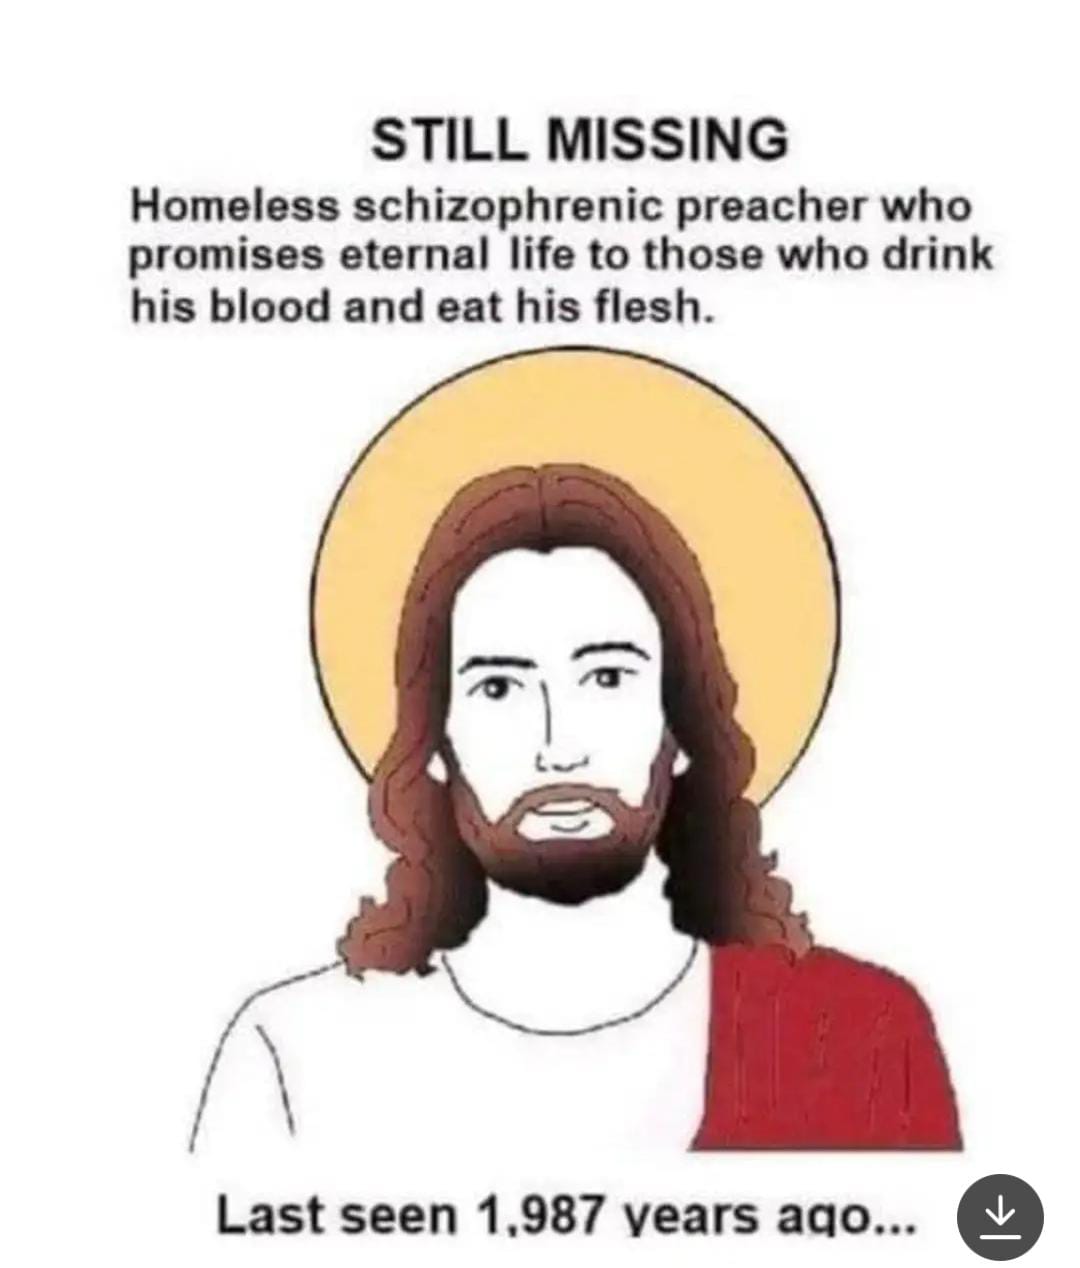 STILL MISSING
Homeless schizophrenic preacher who
promises eternal life to those who drink
his blood and eat his flesh.
Last seen 1,987 years ago...